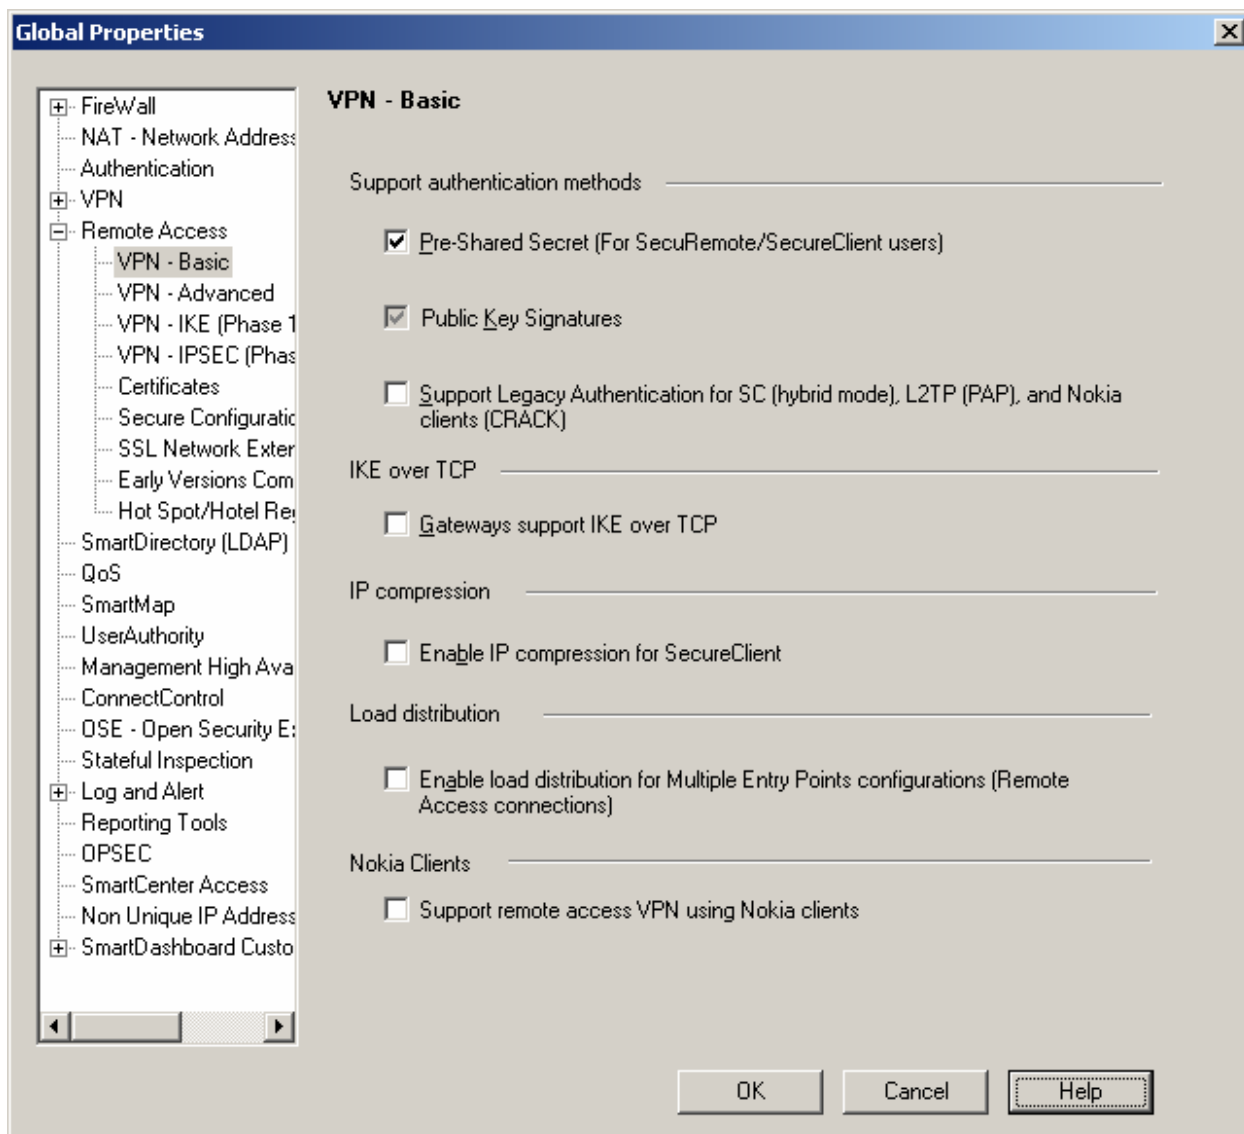 Global Properties
FireWall
NAT - Network Address
Authentication
VPN
Remote Access
VPN - Basic
VPN - Advanced
VPN - IKE (Phase 1
VPN - IPSEC (Phas
Certificates
Secure Configuratio
SSL Network Exter
Early Versions Com
Hot Spot/Hotel Reg
SmartDirectory (LDAP)
QoS
SmartMap
UserAuthority
Management High Ava
ConnectControl
OSE - Open Security E
Stateful Inspection
Log and Alert
Reporting Tools
OPSEC
SmartCenter Access
Non Unique IP Address
SmartDashboard Custo
VPN - Basic
Support authentication methods
Pre-Shared Secret (For SecuRemote/SecureClient users)
Public Key Signatures
Support Legacy Authentication for SC (hybrid mode), L2TP (PAP), and Nokia
clients (CRACK)
IKE over TCP
Gateways support IKE over TCP
IP compression
Enable IP compression for SecureClient
Load distribution
Enable load distribution for Multiple Entry Points configurations (Remote
Access connections)
Nokia Clients
Support remote access VPN using Nokia clients
OK
Cancel
Help